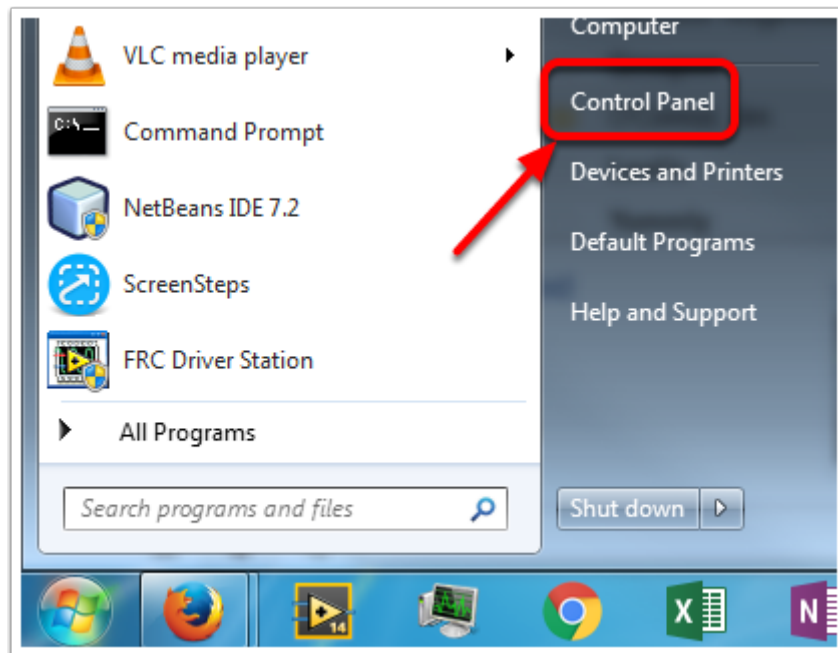 VLC media player
Command Prompt
NetBeans IDE 7.2
ScreenSteps
FRC Driver Station
All Programs
Search programs and files
Computer
Control Panel
Devices and Printers
Default Programs
Help and Support
Shut down
C:\_
14
X
N